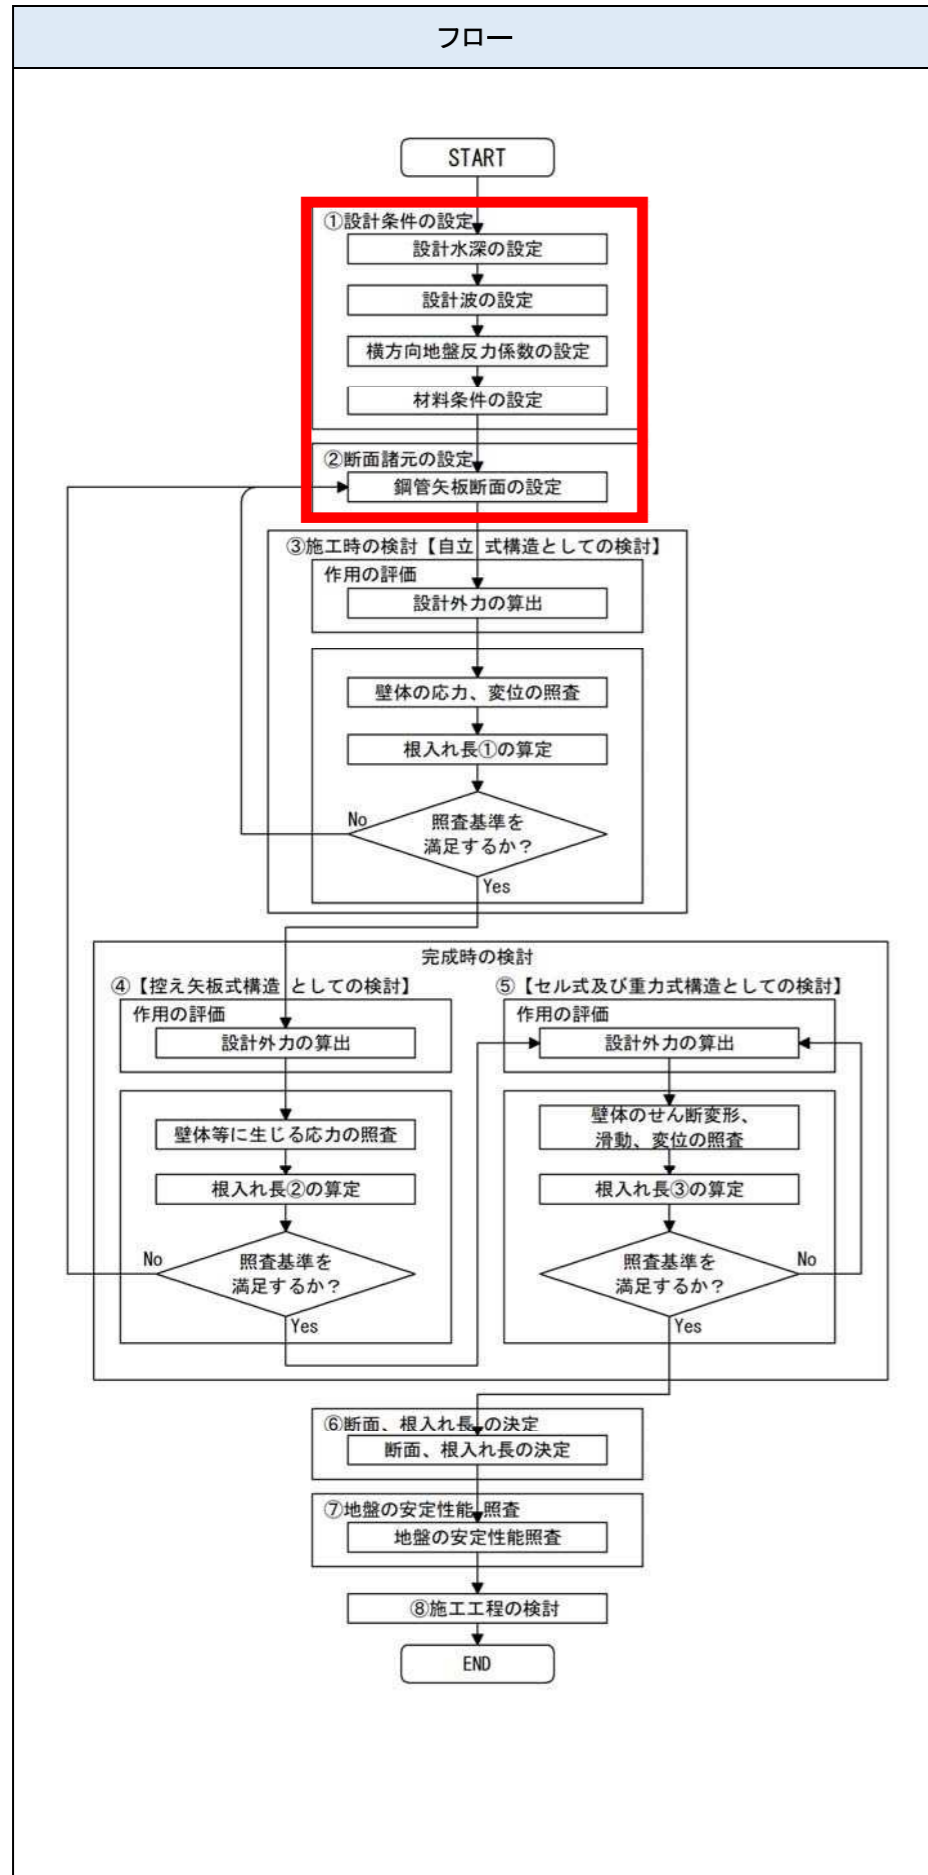 フロー
START
①設計条件の設定
設計水深の設定
設計波の設定
横方向地盤反力係数の設定
材料条件の設定
②断面諸元の設定
鋼管矢板断面の設定
③施工時の検討【自立 式構造としての検討】
作用の評価
設計外力の算出
壁体の応力、変位の照査
根入れ長①の算定
No
照査基準を
満足するか？
Yes
完成時の検討
④【控え矢板式構造 としての検討】
作用の評価
設計外力の算出
壁体等に生じる応力の照査
根入れ長②の算定
No
照査基準を
満足するか？
Yes
⑤【セル式及び重力式構造としての検討】
作用の評価
設計外力の算出
壁体のせん断変形、
滑動、変位の照査
根入れ長③の算定
照査基準を
満足するか？
No
Yes
⑥断面、根入れ長 の決定
断面、根入れ長の決定
⑦地盤の安定性能 照査
地盤の安定性能照査
⑧施工工程の検討
END